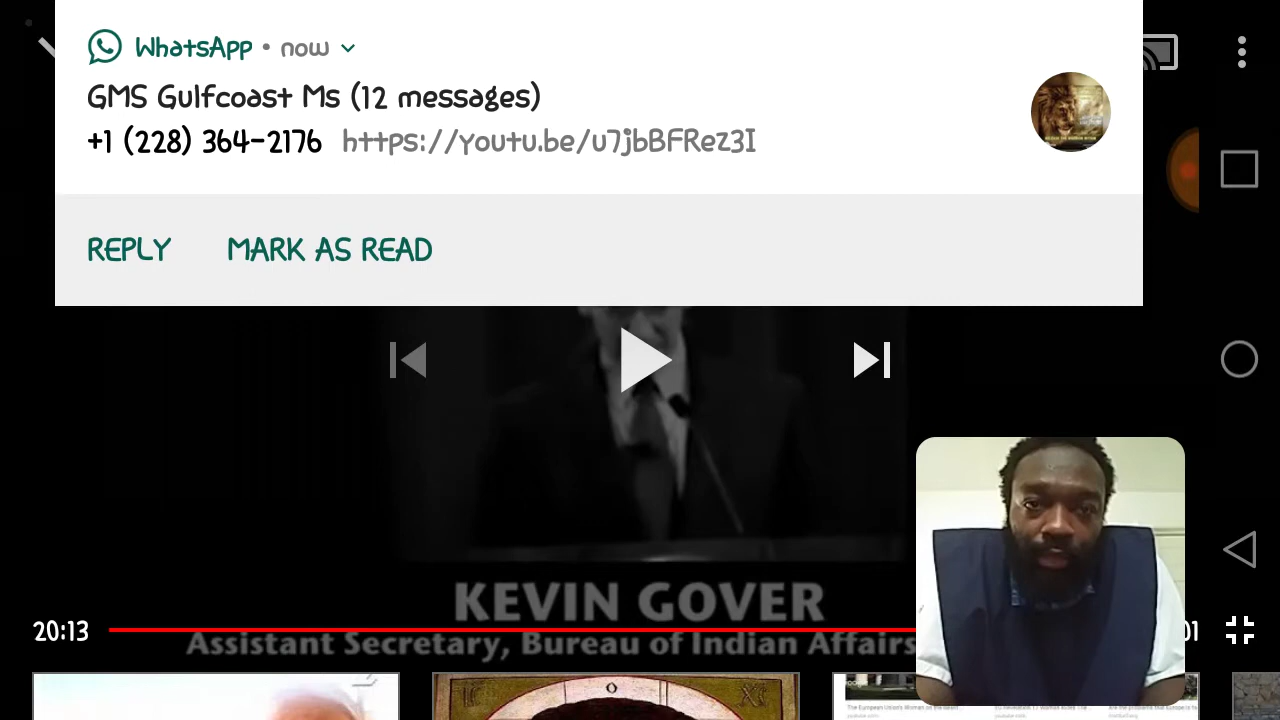 WhatsApp • now
GMS Gulfcoast Ms (12 messages)
+1 (228) 364-2176 https://youtu.be/u7jbBFRez3I
REPLY MARK AS READ
KEVIN GOVER
20:13 01
Assistant Secretary, Bureau of Indian Affairs